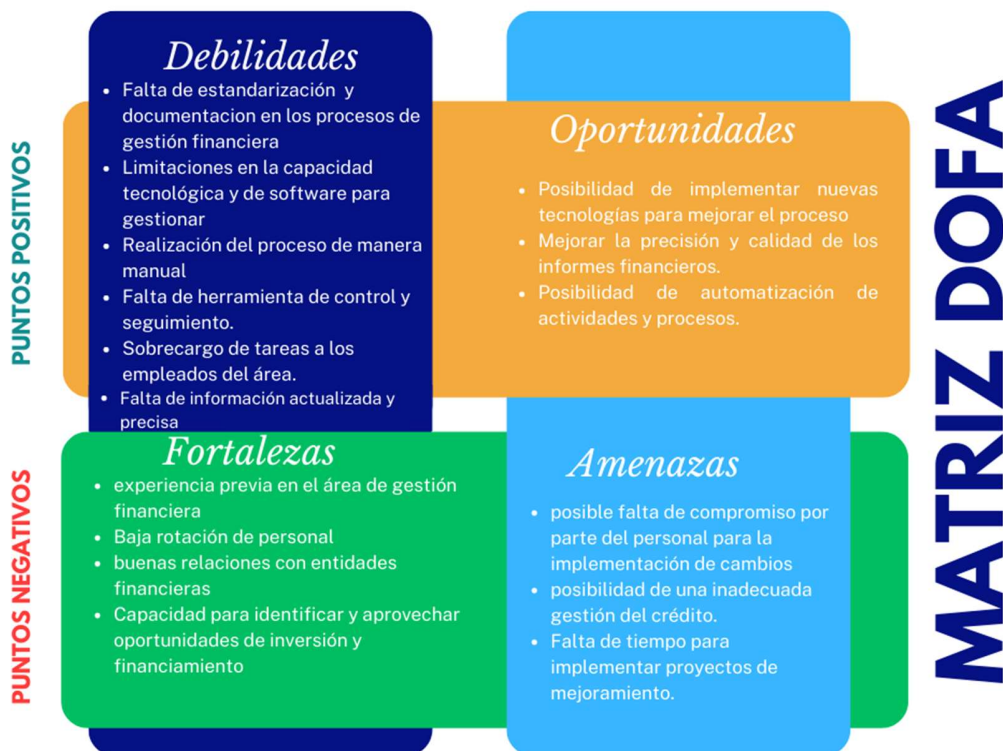 PUNTOS POSITIVOS
Debilidades
• Falta de estandarización y
documentacion en los procesos de
gestión financiera
• Limitaciones en la capacidad
tecnológica y de software para
gestionar
• Realización del proceso de manera
manual
• Falta de herramienta de control y
seguimiento.
• Sobrecargo de tareas a los
empleados del área.
• Falta de información actualizada y
precisa
Oportunidades
• Posibilidad de implementar nuevas
tecnologías para mejorar el proceso
• Mejorar la precisión y calidad de los
informes financieros.
• Posibilidad de automatización de
actividades y procesos.
PUNTOS NEGATIVOS
Fortalezas
• experiencia previa en el área de gestión
financiera
• Baja rotación de personal
• buenas relaciones con entidades
financieras
• Capacidad para identificar y aprovechar
oportunidades de inversión y
financiamiento
Amenazas
• posible falta de compromiso por
parte del personal para la
implementación de cambios
• posibilidad de una inadecuada
gestión del crédito.
• Falta de tiempo para
implementar proyectos de
mejoramiento.
MATRIZ DOFA